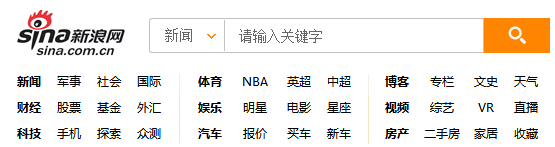 sina新浪网
sina.com.cn
新闻 请输入关键字
新闻 军事 社会 国际 体育 NBA 英超 中超 博客 专栏 文史 天气
财经 股票 基金 外汇 娱乐 明星 电影 星座 视频 综艺 VR 直播
科技 手机 探索 众测 汽车 报价 买车 新车 房产 二手房 家居 收藏